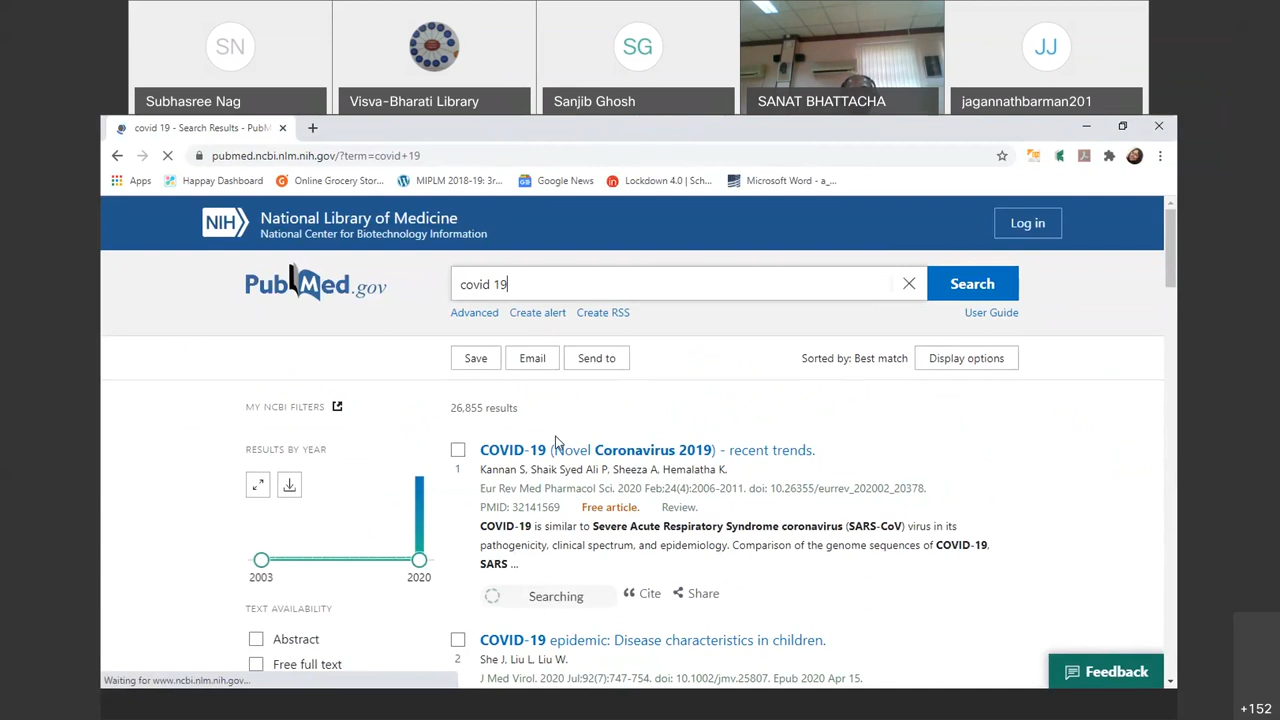 SN
SG
JJ
Subhasree Nag
Visva-Bharati Library
Sanjib Ghosh
SANAT BHATTACHA
jagannathbarman201
covid 19 - Search Results - PubM
pubmed.ncbi.nlm.nih.gov/?term=covid+19
Apps
Happay Dashboard
Online Grocery Stor...
MIPLM 2018-19: 3r...
Google News
Lockdown 4.0 | Sch...
Microsoft Word - a_...
NIH
National Library of Medicine
National Center for Biotechnology Information
Log in
PubMed.gov
covid 19
Search
Advanced
Create alert
Create RSS
User Guide
Save
Email
Send to
Sorted by: Best match
Display options
MY NCBI FILTERS
26,855 results
RESULTS BY YEAR
2003
2020
TEXT AVAILABILITY
Abstract
Free full text
1
COVID-19 (Novel Coronavirus 2019) - recent trends.
Kannan S, Shaik Syed Ali P, Sheeza A, Hemalatha K.
Eur Rev Med Pharmacol Sci. 2020 Feb;24(4):2006-2011. doi: 10.26355/eurrev_202002_20378.
PMID: 32141569 Free article. Review.
COVID-19 is similar to Severe Acute Respiratory Syndrome coronavirus (SARS-CoV) virus in its
pathogenicity, clinical spectrum, and epidemiology. Comparison of the genome sequences of COVID-19,
SARS ...
Searching
Cite
Share
2
COVID-19 epidemic: Disease characteristics in children.
She J, Liu L, Liu W.
J Med Virol. 2020 Jul;92(7):747-754. doi: 10.1002/jmv.25807. Epub 2020 Apr 15.
Feedback
Waiting for www.ncbi.nlm.nih.gov...
+152